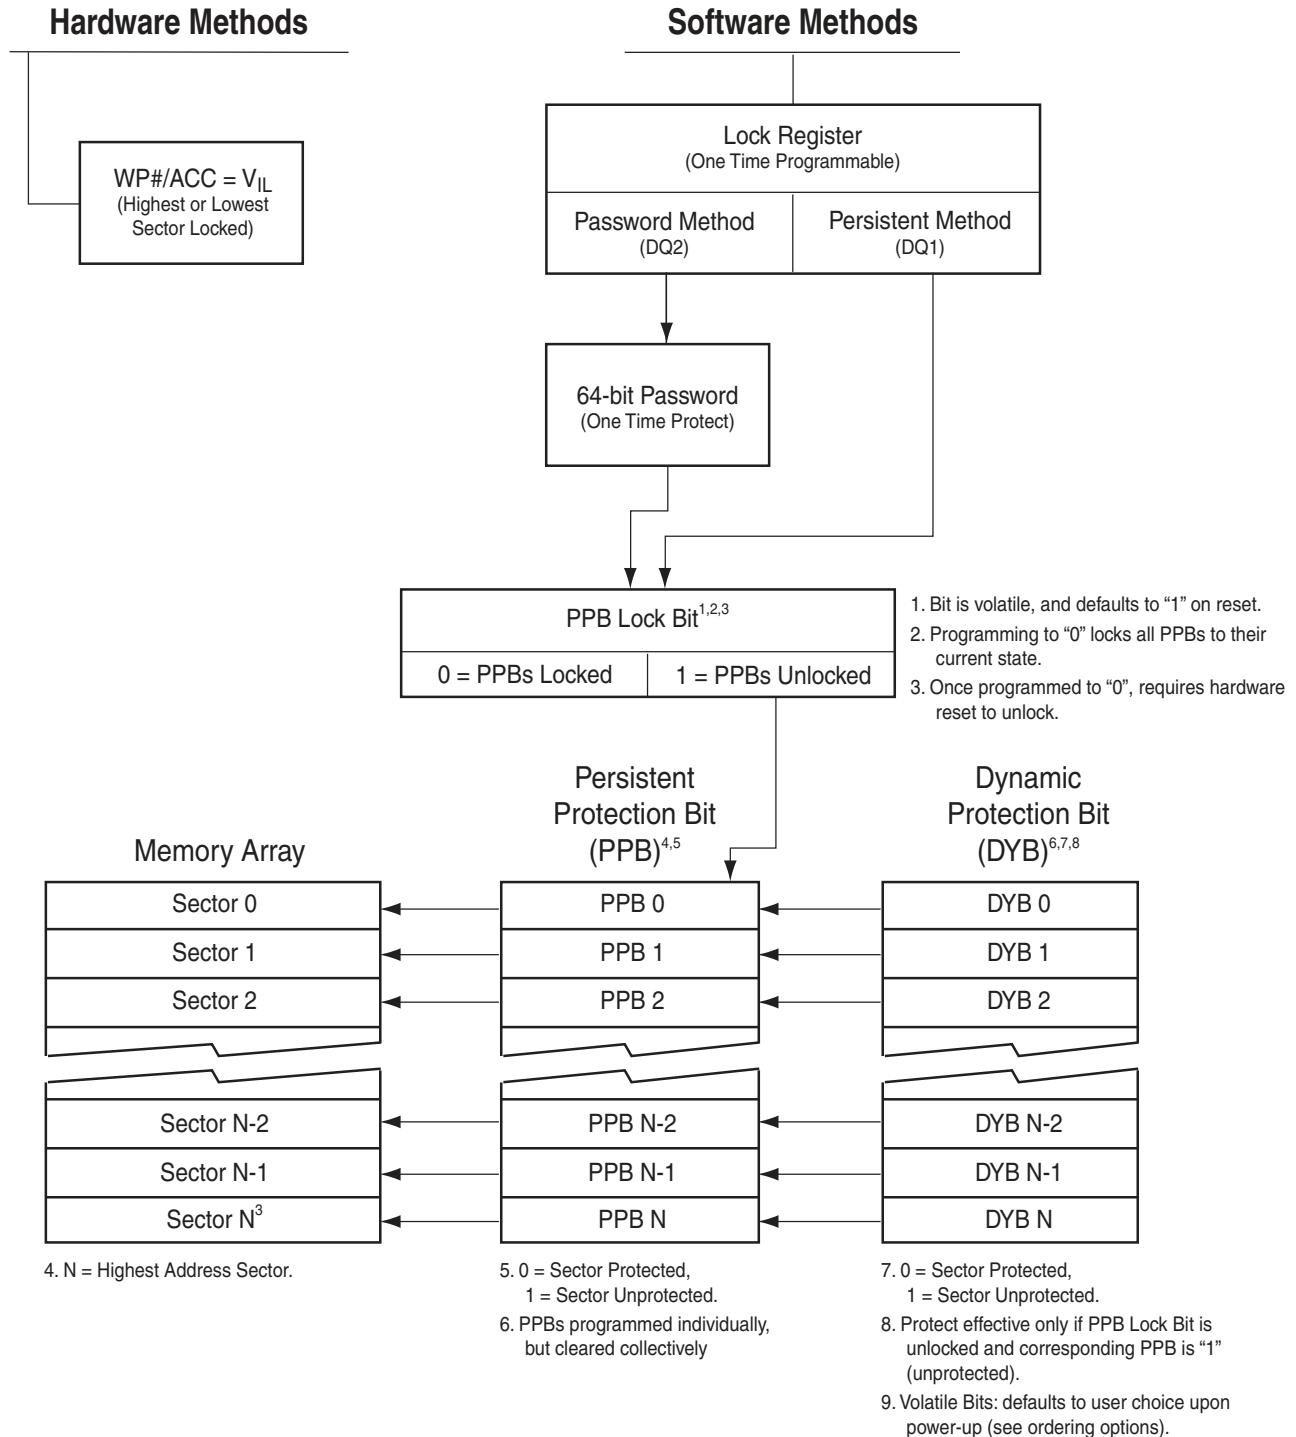 Hardware Methods
Software Methods
WP#/ACC = VIL
(Highest or Lowest
Sector Locked)
Lock Register
(One Time Programmable)
Password Method
(DQ2)
Persistent Method
(DQ1)
64-bit Password
(One Time Protect)
PPB Lock Bit1,2,3
0 = PPBs Locked
1 = PPBs Unlocked
1. Bit is volatile, and defaults to “1” on reset.
2. Programming to “0” locks all PPBs to their
current state.
3. Once programmed to “0”, requires hardware
reset to unlock.
Memory Array
Persistent
Protection Bit
(PPB)4,5
Dynamic
Protection Bit
(DYB)6,7,8
Sector 0
PPB 0
DYB 0
Sector 1
PPB 1
DYB 1
Sector 2
PPB 2
DYB 2
Sector N-2
PPB N-2
DYB N-2
Sector N-1
PPB N-1
DYB N-1
Sector N3
PPB N
DYB N
4. N = Highest Address Sector.
5. 0 = Sector Protected,
1 = Sector Unprotected.
6. PPBs programmed individually,
but cleared collectively
7. 0 = Sector Protected,
1 = Sector Unprotected.
8. Protect effective only if PPB Lock Bit is
unlocked and corresponding PPB is “1”
(unprotected).
9. Volatile Bits: defaults to user choice upon
power-up (see ordering options).